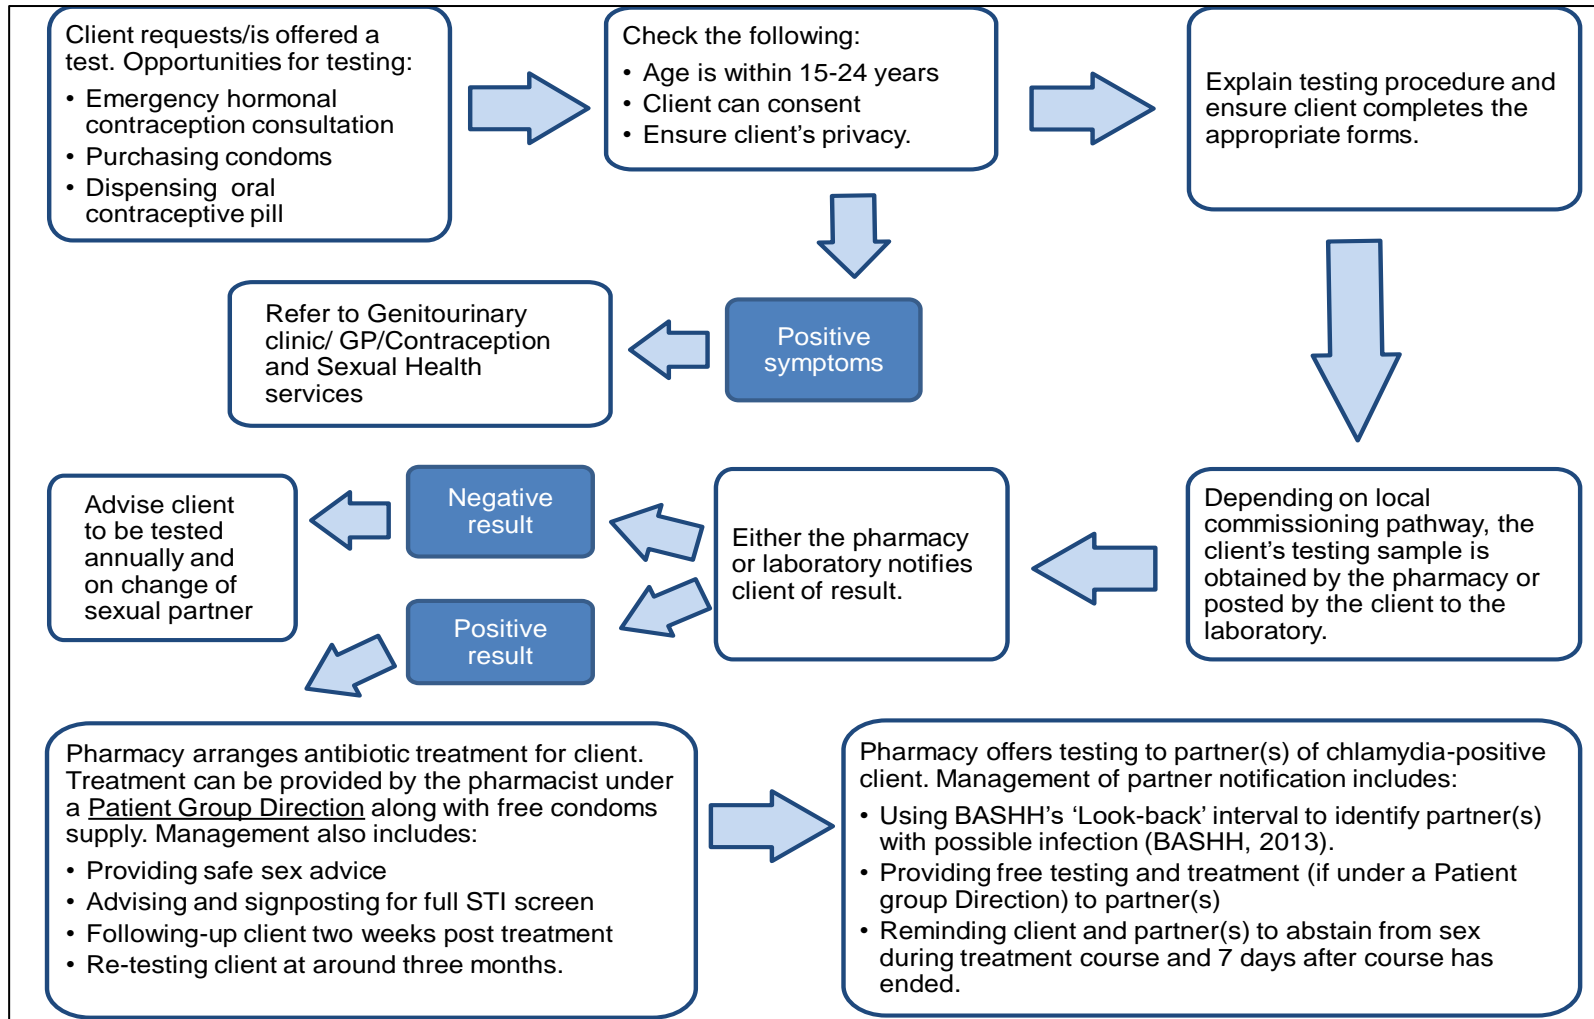 Client requests/is offered a
test. Opportunities for testing:
• Emergency hormonal
contraception consultation
• Purchasing condoms
• Dispensing oral
contraceptive pill
Check the following:
• Age is within 15-24 years
• Client can consent
• Ensure client's privacy.
Explain testing procedure and
ensure client completes the
appropriate forms.
Positive
symptoms
Refer to Genitourinary
clinic/ GP/Contraception
and Sexual Health
services
Depending on local
commissioning pathway, the
client's testing sample is
obtained by the pharmacy or
posted by the client to the
laboratory.
Either the pharmacy
or laboratory notifies
client of result.
Negative
result
Advise client
to be tested
annually and
on change of
sexual partner
Positive
result
Pharmacy arranges antibiotic treatment for client.
Treatment can be provided by the pharmacist under
a Patient Group Direction along with free condoms
supply. Management also includes:
• Providing safe sex advice
• Advising and signposting for full STI screen
• Following-up client two weeks post treatment
• Re-testing client at around three months.
Pharmacy offers testing to partner(s) of chlamydia-positive
client. Management of partner notification includes:
• Using BASHH's 'Look-back' interval to identify partner(s)
with possible infection (BASHH, 2013).
• Providing free testing and treatment (if under a Patient
group Direction) to partner(s)
• Reminding client and partner(s) to abstain from sex
during treatment course and 7 days after course has
ended.